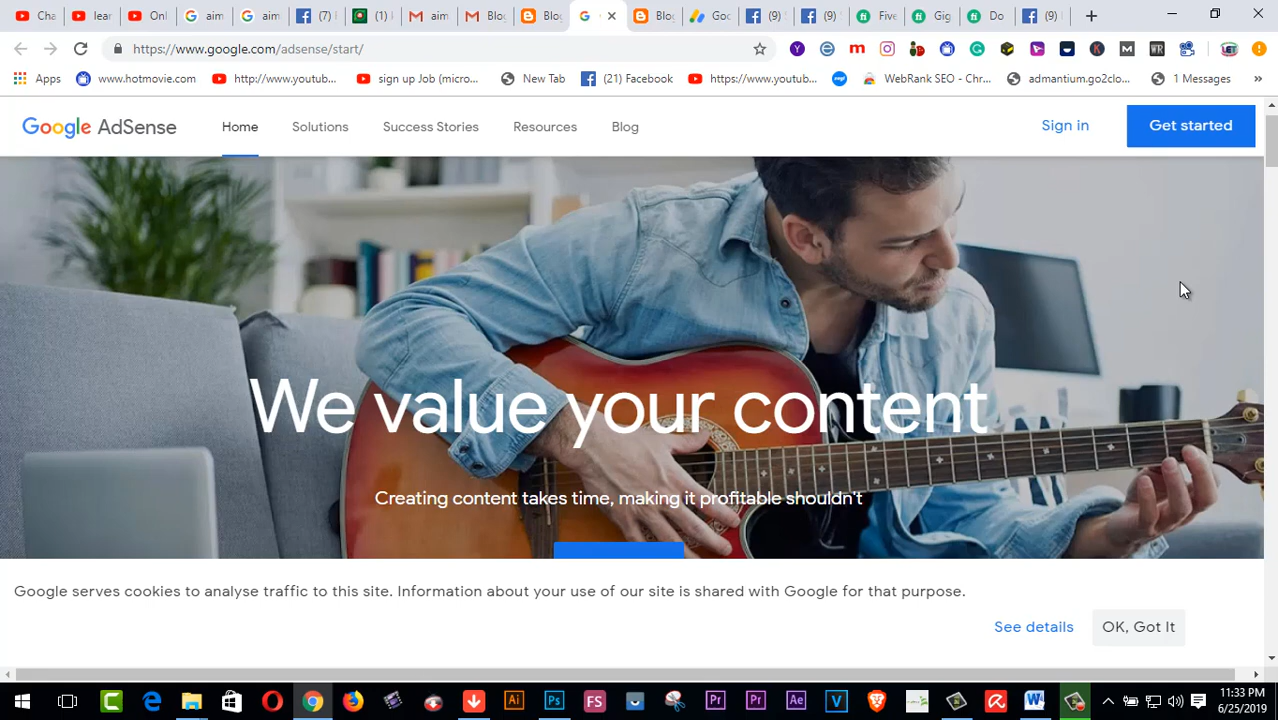 Cha
lear
Onl
aim
aim
(7) F
(1) I
aim
Blog
Blog
G
Blog
Goo
(9) S
(9) S
Five
Gig
Do
(9)
https://www.google.com/adsense/start/
Apps
www.hotmovie.com
http://www.youtub...
sign up Job (micro...
New Tab
(21) Facebook
https://www.youtub...
WebRank SEO - Chr...
admantium.go2clo...
1 Messages
»
Google AdSense
Home
Solutions
Success Stories
Resources
Blog
Sign in
Get started
We value your content
Creating content takes time, making it profitable shouldn't
Google serves cookies to analyse traffic to this site. Information about your use of our site is shared with Google for that purpose.
See details
OK, Got It
11:33 PM
6/25/2019